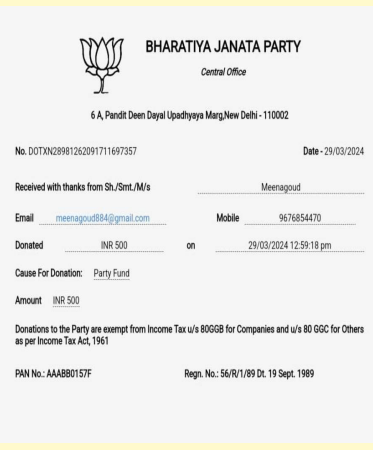 BHARATIYA JANATA PARTY
Central Office
6 A, Pandit Deen Dayal Upadhyaya Marg,New Delhi - 110002
No. DOTXN28981262091711697357 Date - 29/03/2024
Received with thanks from Sh./Smt./M/s Meenagoud
Email meenagoud884@gmail.com Mobile 9676854470
Donated INR 500 on 29/03/2024 12:59:18 pm
Cause For Donation: Party Fund
Amount INR 500
Donations to the Party are exempt from Income Tax u/s 80GGB for Companies and u/s 80 GGC for Others
as per Income Tax Act, 1961
PAN No.: AAABB0157F Regn. No.: 56/R/1/89 Dt. 19 Sept. 1989